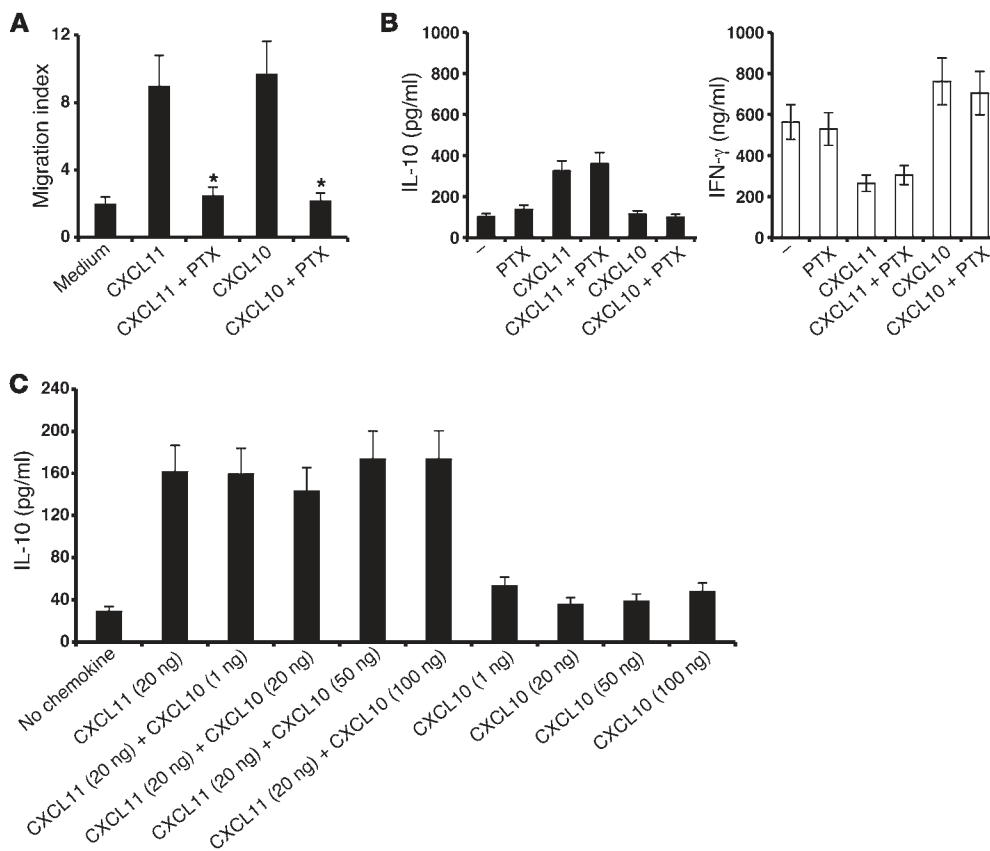 A
Migration index
12
8
4
0
*
*
Medium
CXCL11
CXCL11 + PTX
CXCL10
CXCL10 + PTX
B
IL-10 (pg/ml)
1000
800
600
400
200
0
–
PTX
CXCL11
CXCL11 + PTX
CXCL10
CXCL10 + PTX
IFN-γ (ng/ml)
1000
800
600
400
200
0
–
PTX
CXCL11
CXCL11 + PTX
CXCL10
CXCL10 + PTX
C
IL-10 (pg/ml)
240
200
160
120
80
40
0
No chemokine
CXCL11 (20 ng)
CXCL11 (20 ng) + CXCL10 (1 ng)
CXCL11 (20 ng) + CXCL10 (20 ng)
CXCL11 (20 ng) + CXCL10 (50 ng)
CXCL11 (20 ng) + CXCL10 (100 ng)
CXCL10 (1 ng)
CXCL10 (20 ng)
CXCL10 (50 ng)
CXCL10 (100 ng)